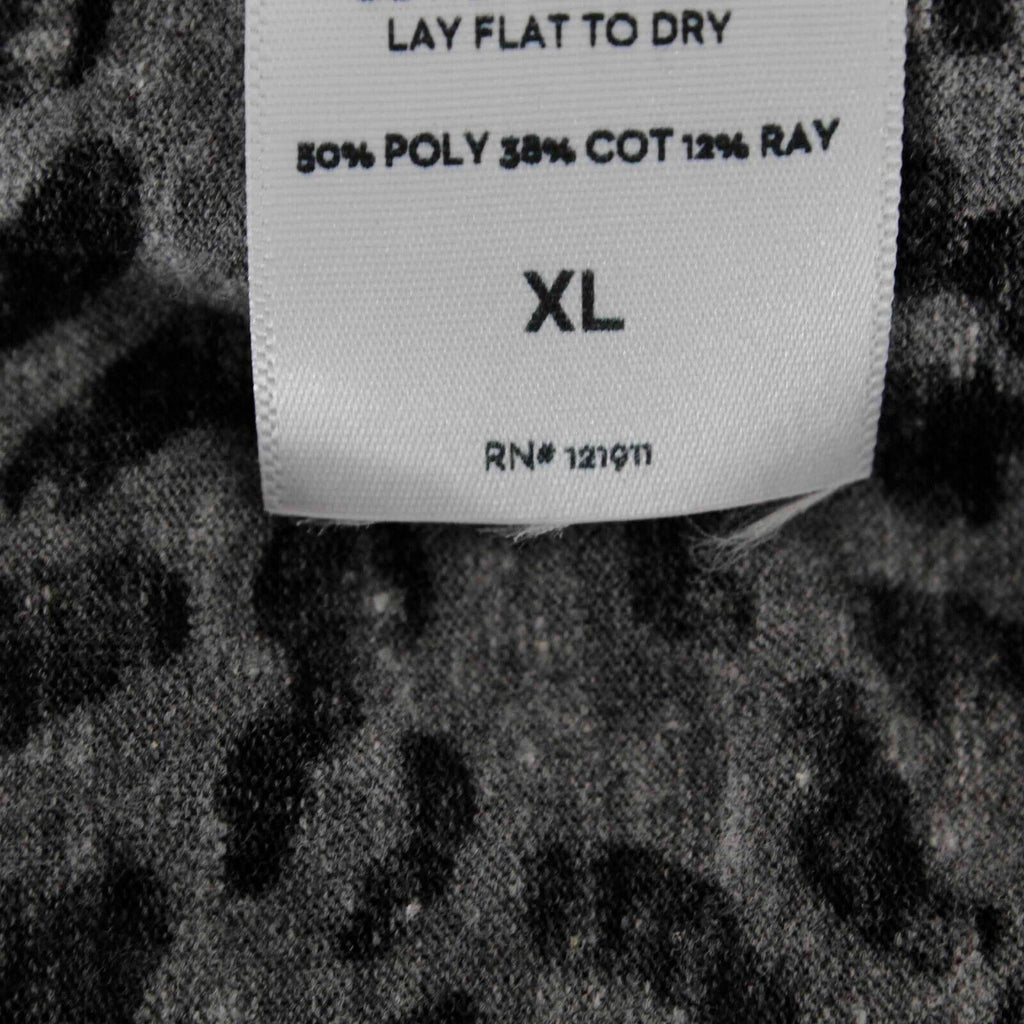 LAY FLAT TO DRY
50% POLY 38% COT 12% RAY
XL
RN# 121911